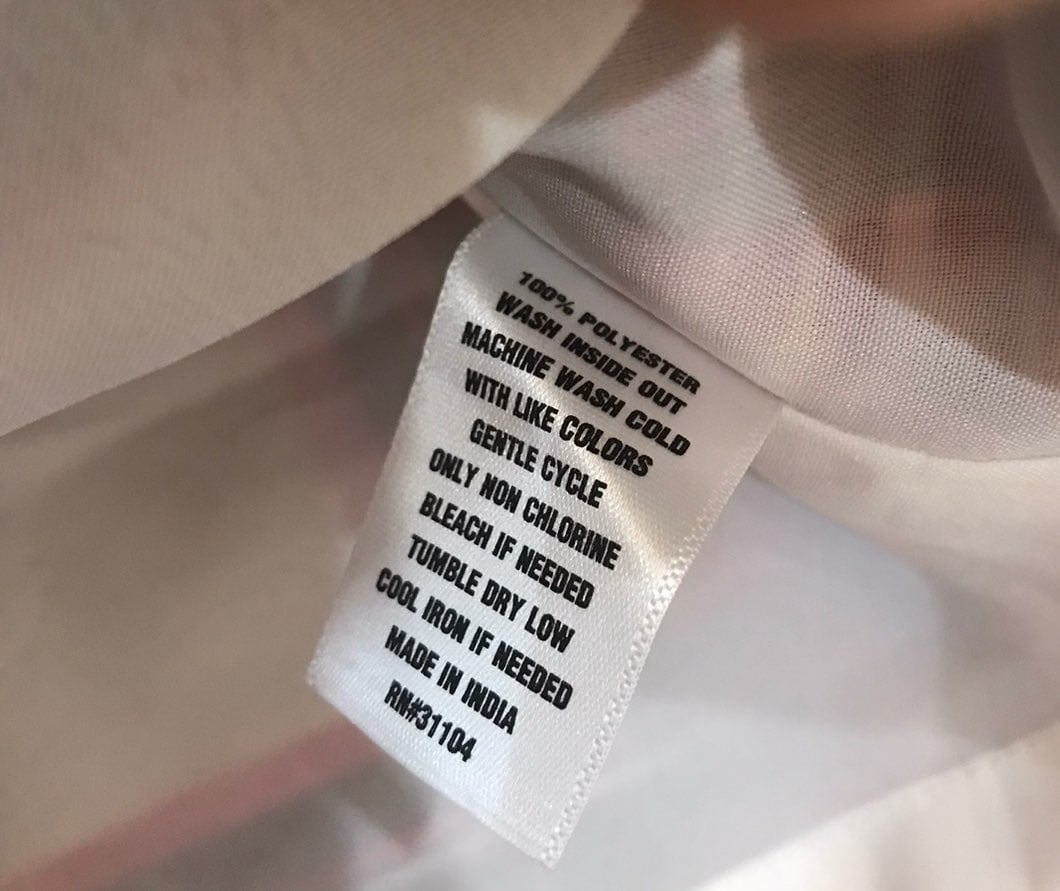 100% POLYESTER
WASH INSIDE OUT
MACHINE WASH COLD
WITH LIKE COLORS
GENTLE CYCLE
ONLY NON CHLORINE
BLEACH IF NEEDED
TUMBLE DRY LOW
COOL IRON IF NEEDED
MADE IN INDIA
RN#31104